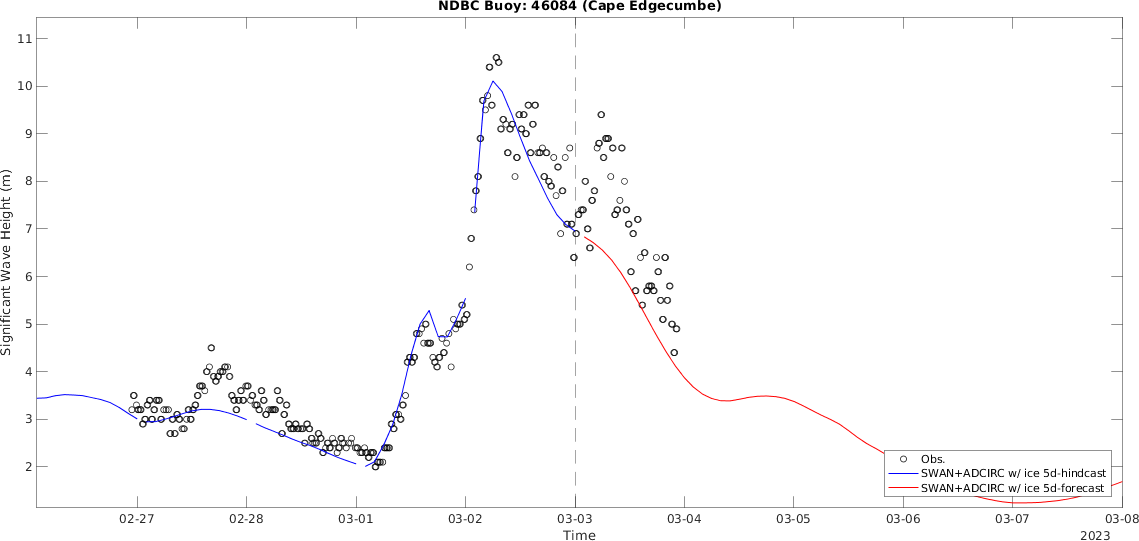 NDBC Buoy: 46084 (Cape Edgecumbe)
11
10
9
8
7
6
5
4
3
2
Significant Wave Height (m)
Obs.
SWAN+ADCIRC w/ ice 5d-hindcast
SWAN+ADCIRC w/ ice 5d-forecast
02-27 02-28 03-01 03-02 03-03 03-04 03-05 03-06 03-07 03-08
Time
2023